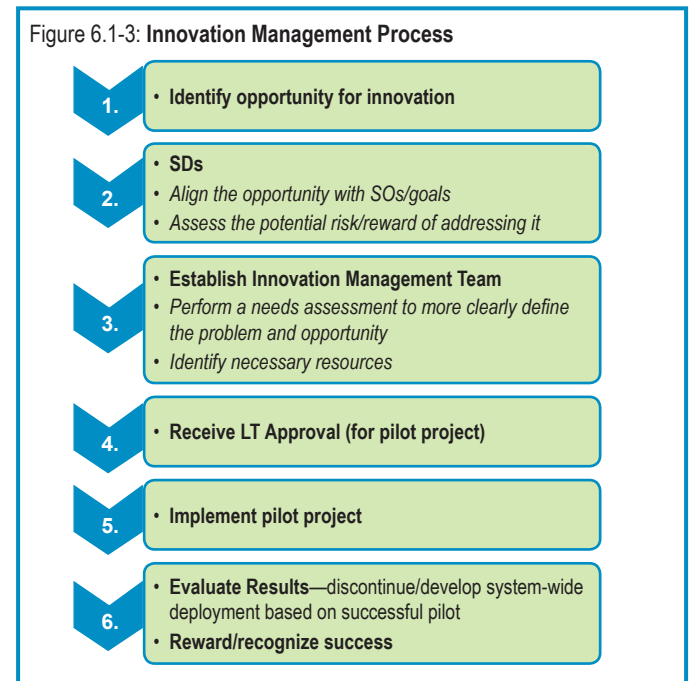 Figure 6.1-3: Innovation Management Process
1.
• Identify opportunity for innovation
2.
• SDs
• Align the opportunity with SOs/goals
• Assess the potential risk/reward of addressing it
3.
• Establish Innovation Management Team
• Perform a needs assessment to more clearly define
the problem and opportunity
• Identify necessary resources
4.
• Receive LT Approval (for pilot project)
5.
• Implement pilot project
6.
• Evaluate Results—discontinue/develop system-wide
deployment based on successful pilot
• Reward/recognize success